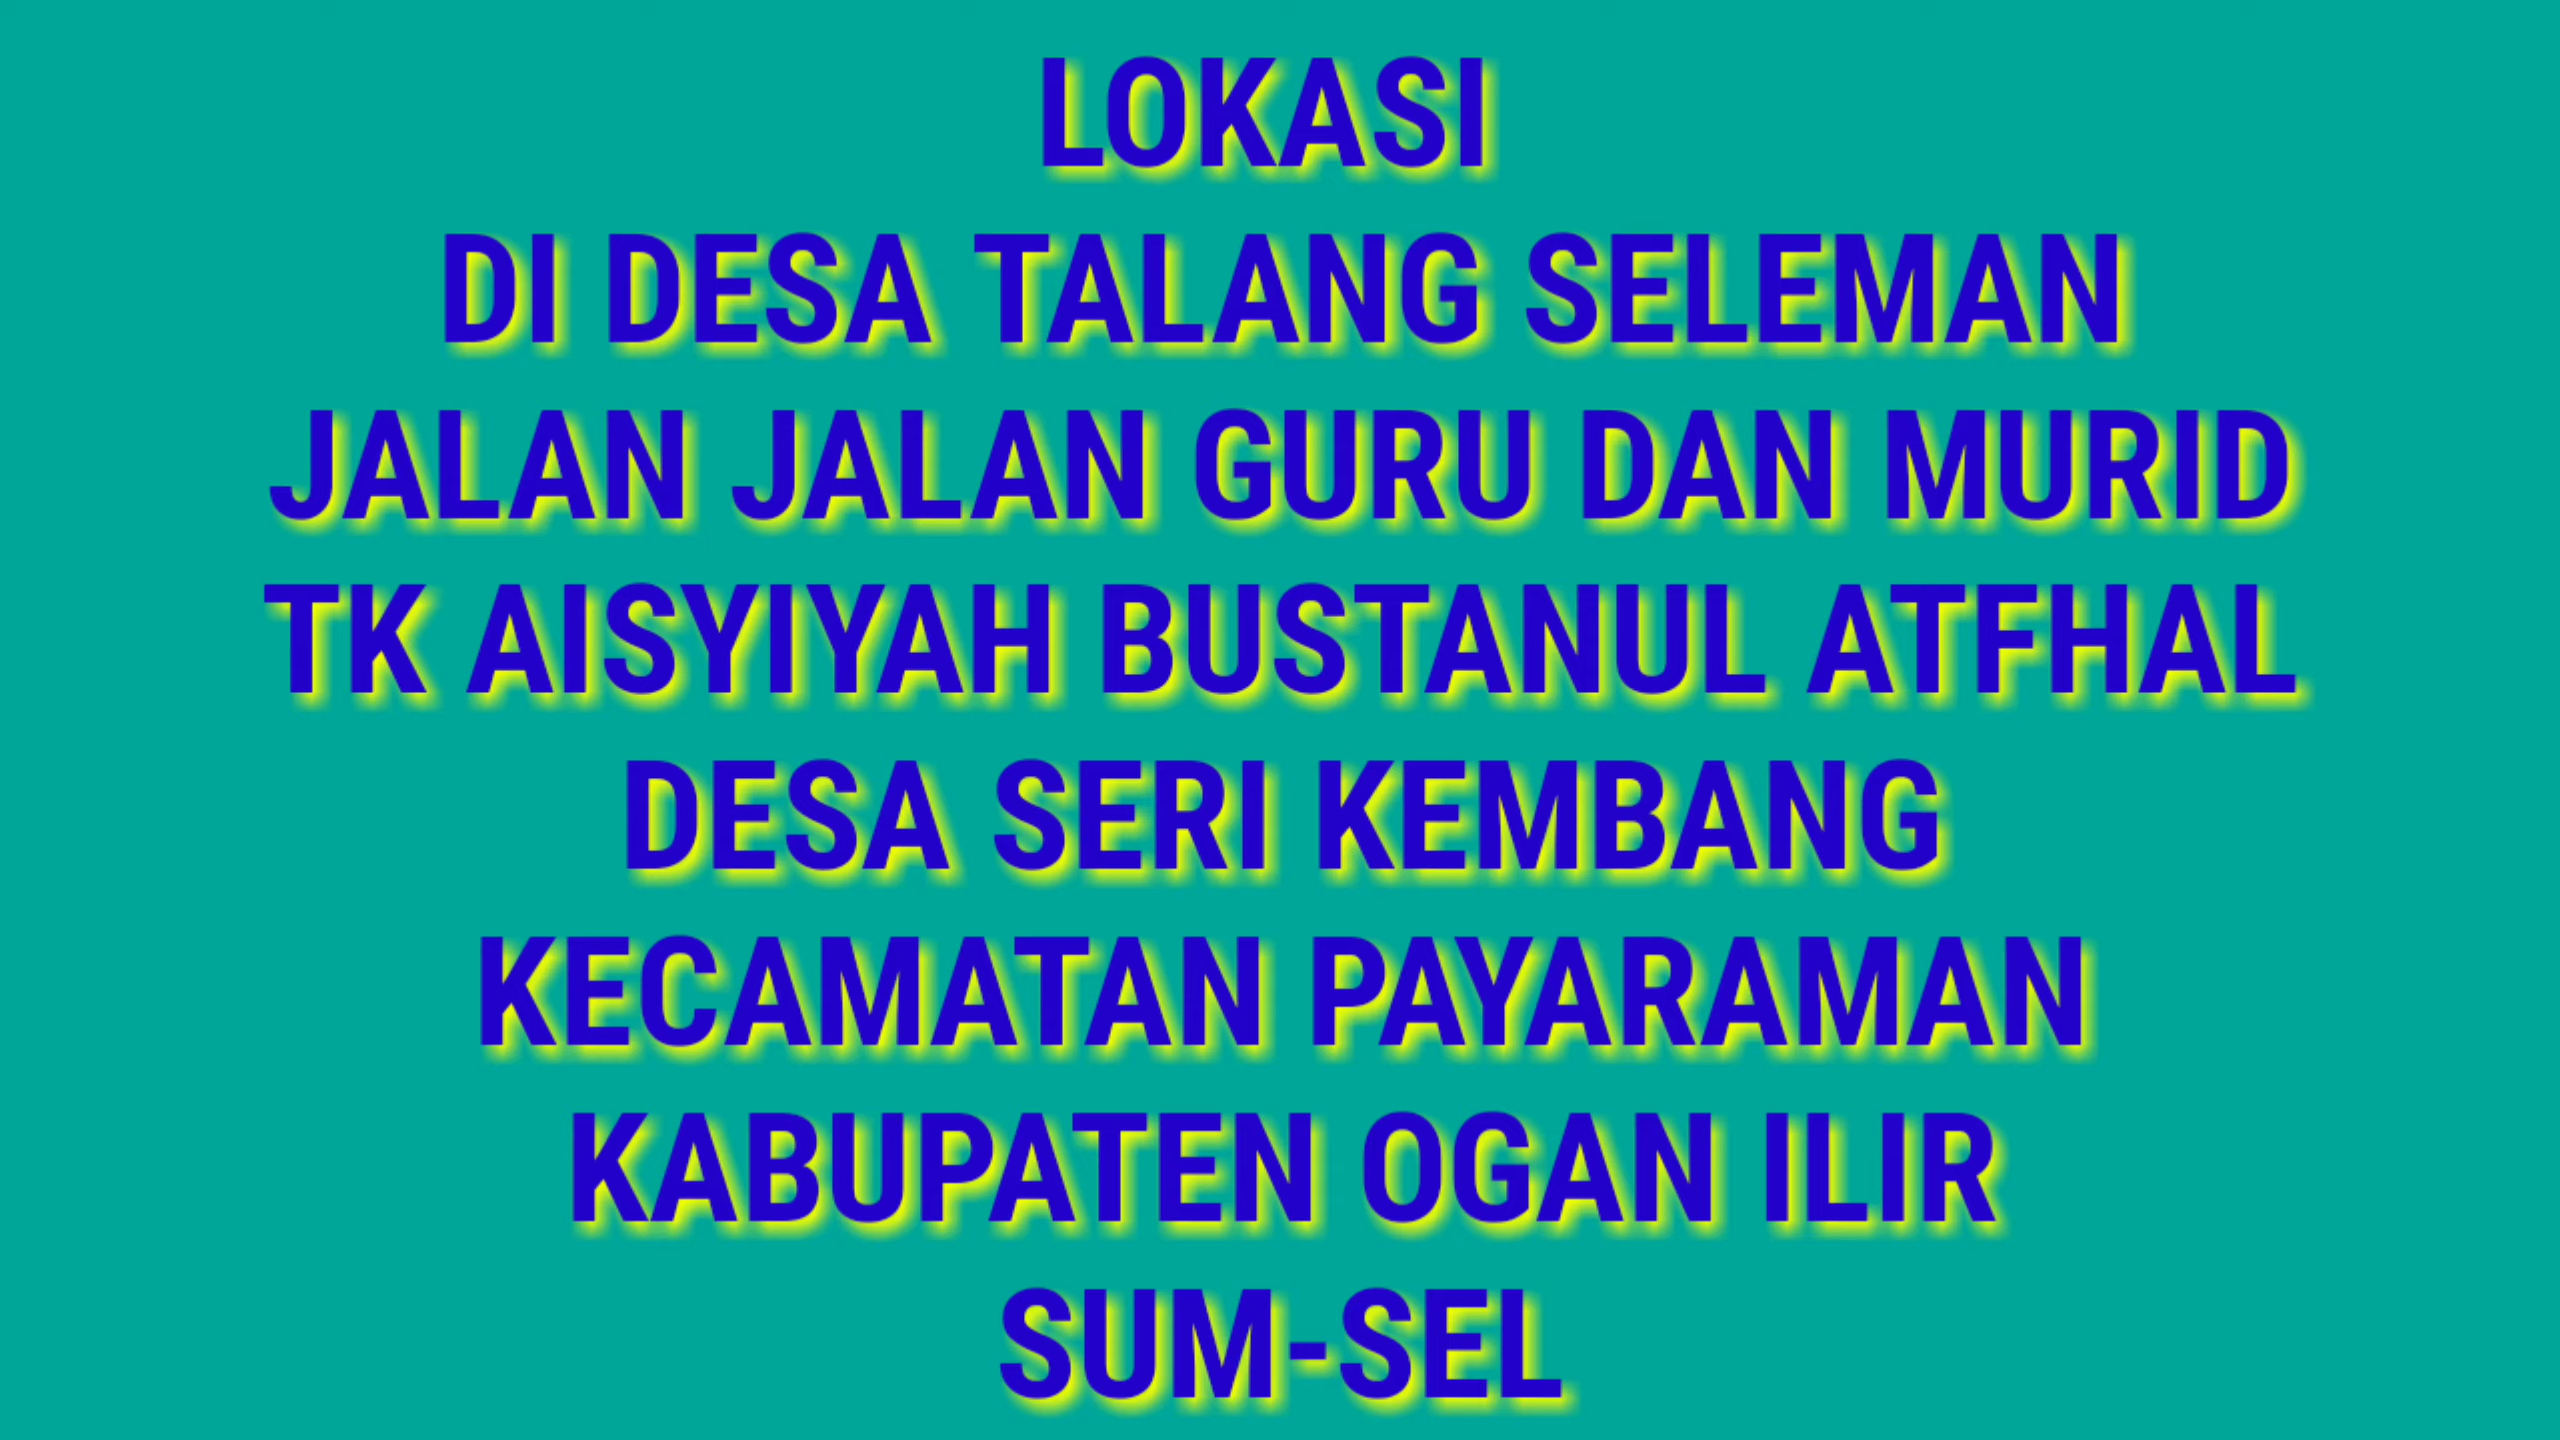 LOKASI
DI DESA TALANG SELEMAN
JALAN JALAN GURU DAN MURID
TK AISYIYAH BUSTANUL ATFHAL
DESA SERI KEMBANG
KECAMATAN PAYARAMAN
KABUPATEN OGAN ILIR
SUM-SEL